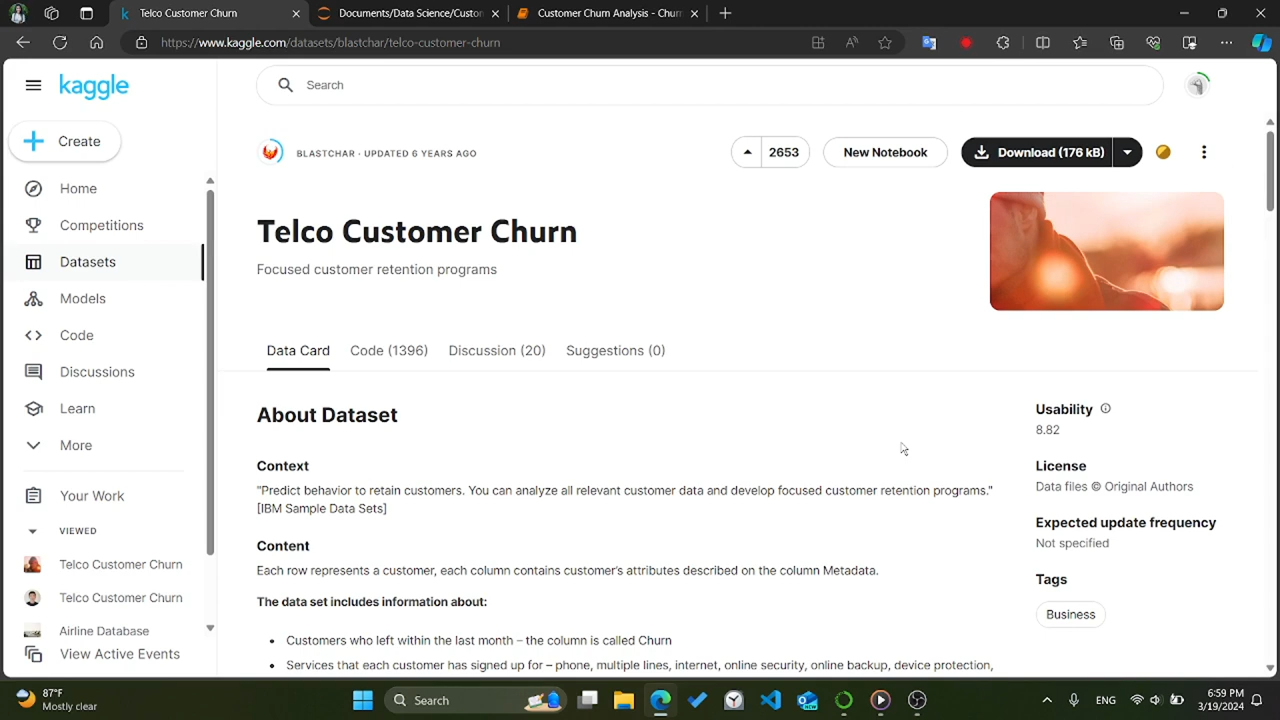 Telco Customer Churn
Documents/Data Science/Custor
Customer Churn Analysis - Churn
https://www.kaggle.com/datasets/blastchar/telco-customer-churn
kaggle
Search
Create
BLASTCHAR · UPDATED 6 YEARS AGO
2653
New Notebook
Download (176 kB)
Home
Competitions
Datasets
Models
Code
Discussions
Learn
More
Your Work
VIEWED
Telco Customer Churn
Telco Customer Churn
Airline Database
View Active Events
Telco Customer Churn
Focused customer retention programs
Data Card
Code (1396)
Discussion (20)
Suggestions (0)
About Dataset
Context
"Predict behavior to retain customers. You can analyze all relevant customer data and develop focused customer retention programs."
[IBM Sample Data Sets]
Content
Each row represents a customer, each column contains customer's attributes described on the column Metadata.
The data set includes information about:
• Customers who left within the last month – the column is called Churn
• Services that each customer has signed up for – phone, multiple lines, internet, online security, online backup, device protection,
Usability
8.82
License
Data files © Original Authors
Expected update frequency
Not specified
Tags
Business
87°F
Mostly clear
Search
ENG
6:59 PM
3/19/2024